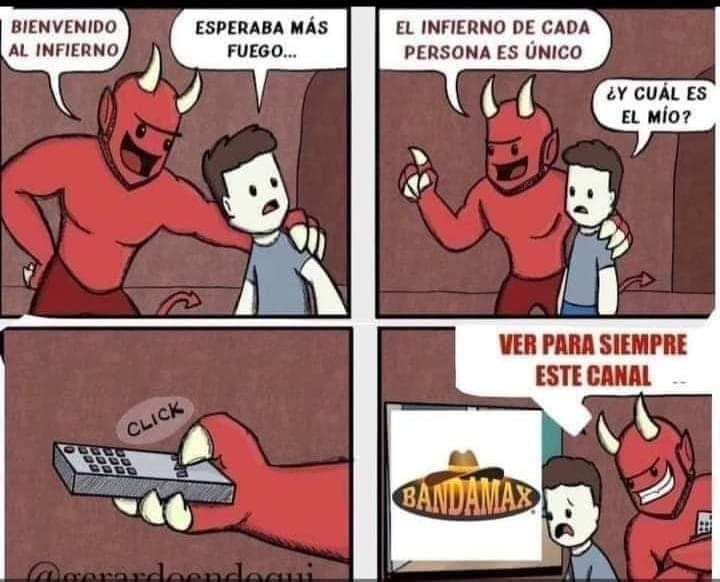 BIENVENIDO
AL INFIERNO
ESPERABA MÁS
FUEGO...
EL INFIERNO DE CADA
PERSONA ES ÚNICO
¿Y CUÁL ES
EL MÍO?
CLICK
@gerardoendoqui
VER PARA SIEMPRE
ESTE CANAL
BANDAMAX